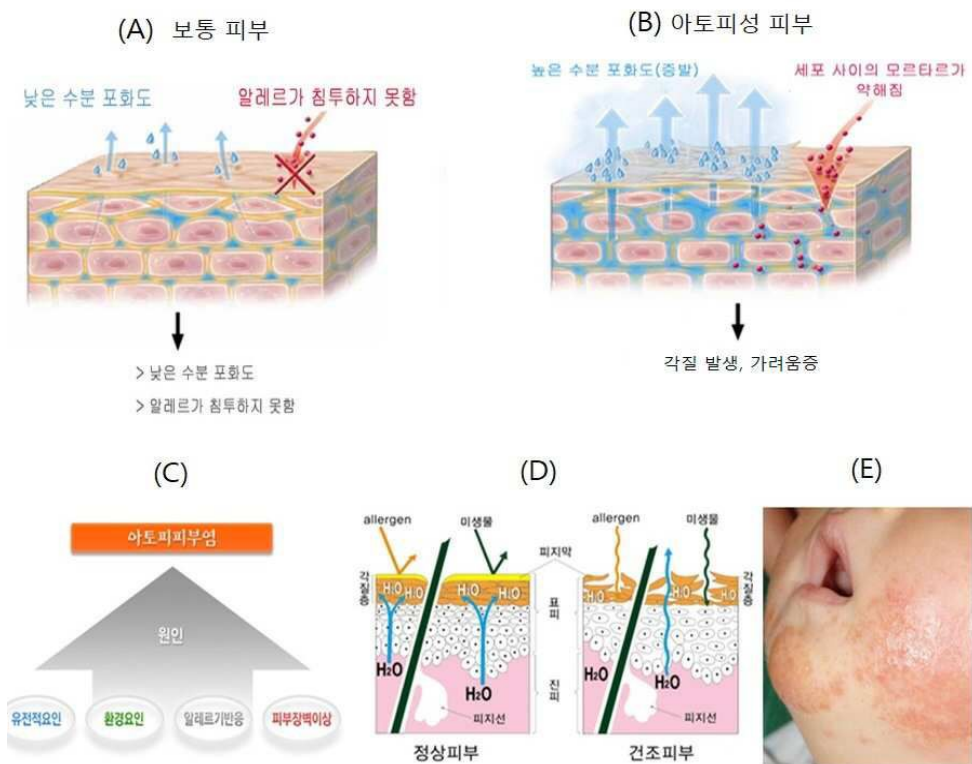 (A) 보통 피부
(B) 아토피성 피부
낮은 수분 포화도
알레르가 침투하지 못함
높은 수분 포화도(증발)
세포 사이의 모르타르가
약해짐
> 낮은 수분 포화도
> 알레르가 침투하지 못함
각질 발생, 가려움증
(C)
(D)
(E)
아토피피부염
원인
유전적요인
환경요인
알레르기반응
피부장벽이상
allergen
미생물
피지막
allergen
미생물
각질층
H₂O
H₂O
H₂O
H₂O
표피
진피
H₂O
H₂O
피지선
정상피부
각질층
H₂O
H₂O
H₂O
H₂O
피지선
건조피부